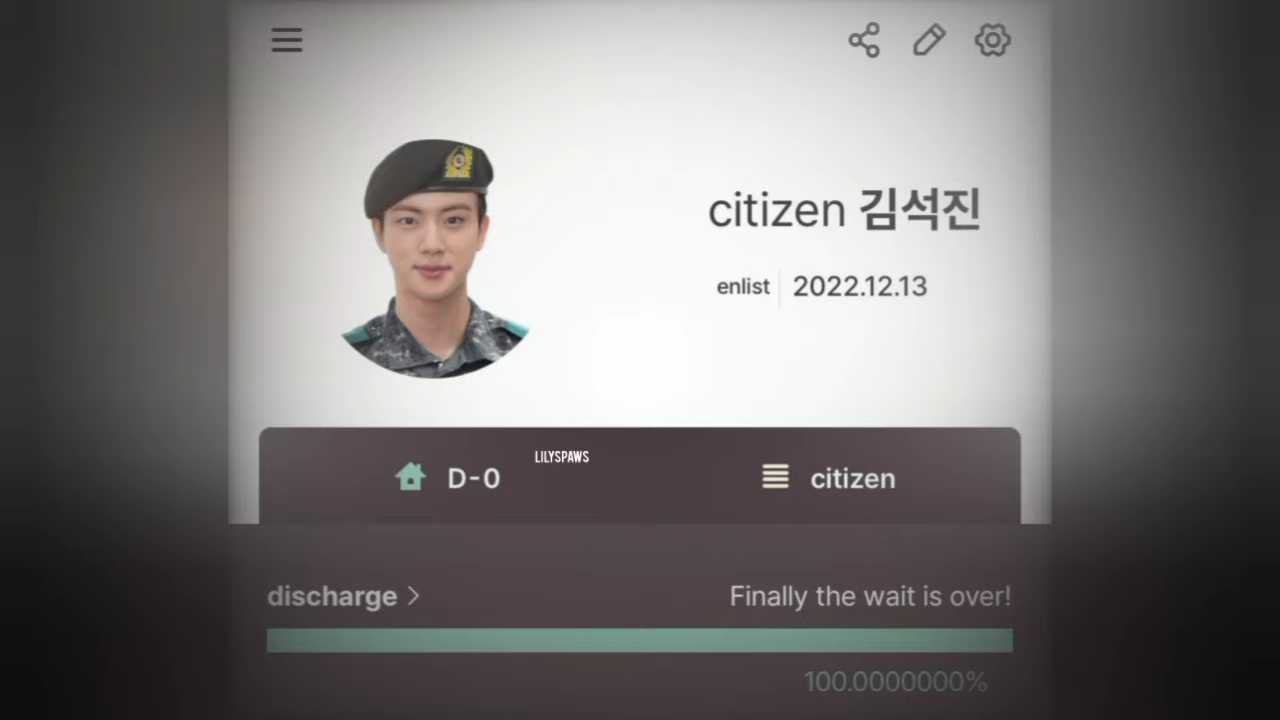 citizen 김석진
enlist 2022.12.13
LILYSPAWS
D-0
citizen
discharge >
Finally the wait is over!
100.0000000%